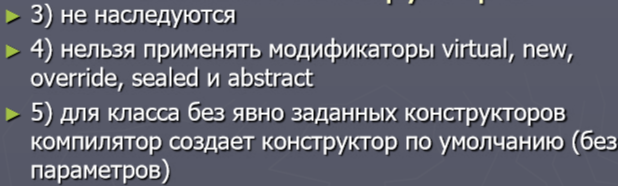 3) не наследуются
4) нельзя применять модификаторы virtual, new,
override, sealed и abstract
5) для класса без явно заданных конструкторов
компилятор создает конструктор по умолчанию (без
параметров)